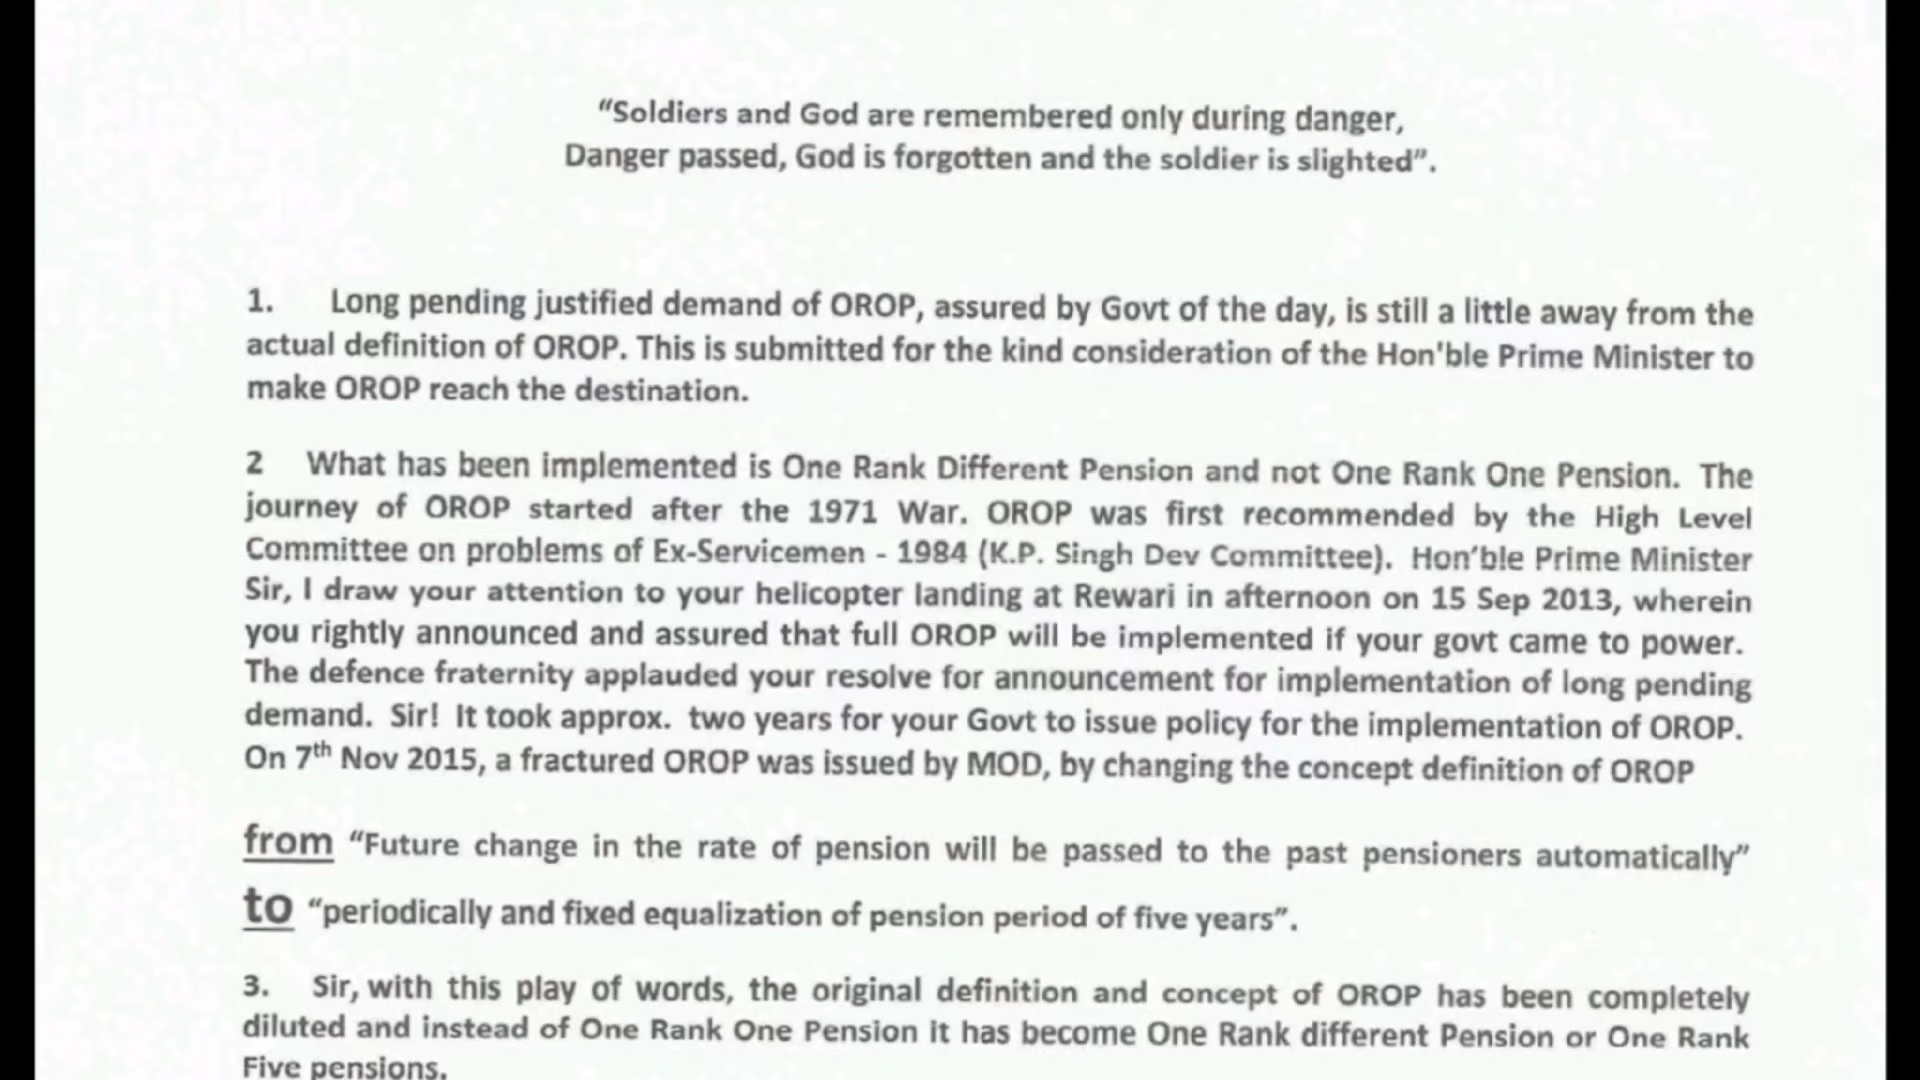 “Soldiers and God are remembered only during danger,
Danger passed, God is forgotten and the soldier is slighted”.
1. Long pending justified demand of OROP, assured by Govt of the day, is still a little away from the
actual definition of OROP. This is submitted for the kind consideration of the Hon'ble Prime Minister to
make OROP reach the destination.
2 What has been implemented is One Rank Different Pension and not One Rank One Pension. The
journey of OROP started after the 1971 War. OROP was first recommended by the High Level
Committee on problems of Ex-Servicemen - 1984 (K.P. Singh Dev Committee). Hon’ble Prime Minister
Sir, I draw your attention to your helicopter landing at Rewari in afternoon on 15 Sep 2013, wherein
you rightly announced and assured that full OROP will be implemented if your govt came to power.
The defence fraternity applauded your resolve for announcement for implementation of long pending
demand. Sir! It took approx. two years for your Govt to issue policy for the implementation of OROP.
On 7th Nov 2015, a fractured OROP was issued by MOD, by changing the concept definition of OROP
from “Future change in the rate of pension will be passed to the past pensioners automatically”
to “periodically and fixed equalization of pension period of five years”.
3. Sir, with this play of words, the original definition and concept of OROP has been completely
diluted and instead of One Rank One Pension it has become One Rank different Pension or One Rank
Five pensions.